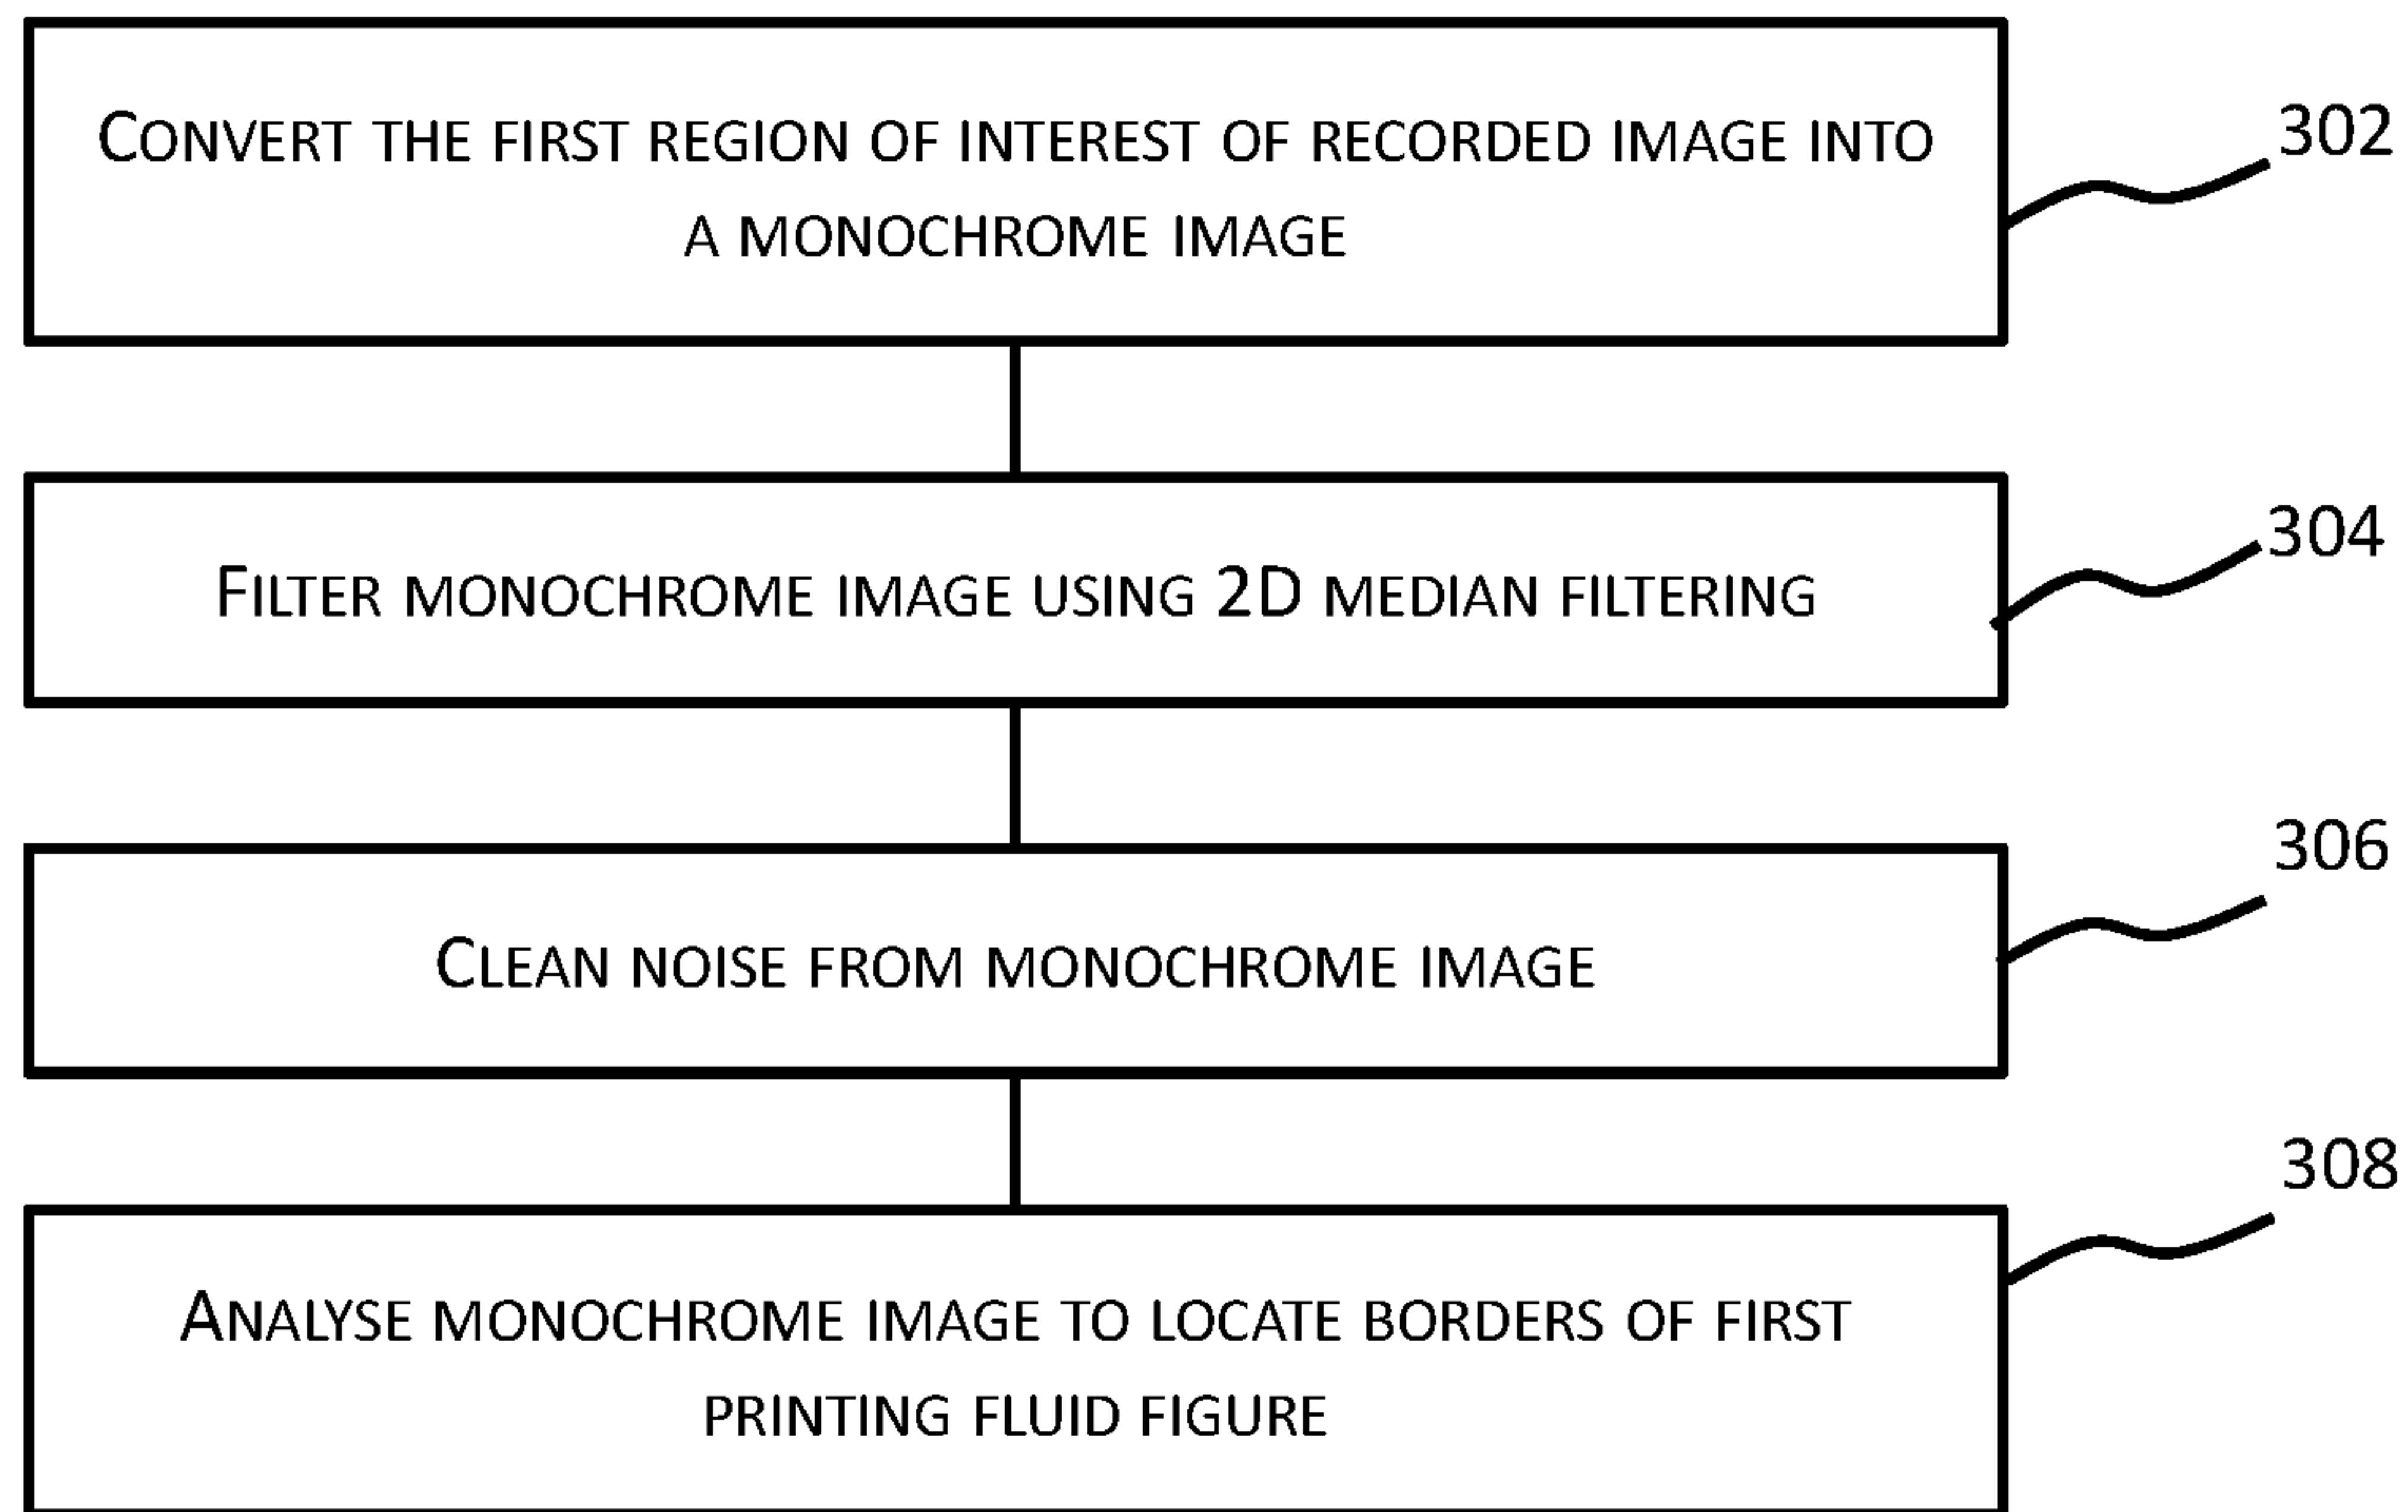 CONVERT THE FIRST REGION OF INTEREST OF RECORDED IMAGE INTO
302
A MONOCHROME IMAGE
304
FILTER MONOCHROME IMAGE USING 2D MEDIAN FILTERING
306
CLEAN NOISE FROM MONOCHROME IMAGE
308
ANALYSE MONOCHROME IMAGE TO LOCATE BORDERS OF FIRST
PRINTING FLUID FIGURE